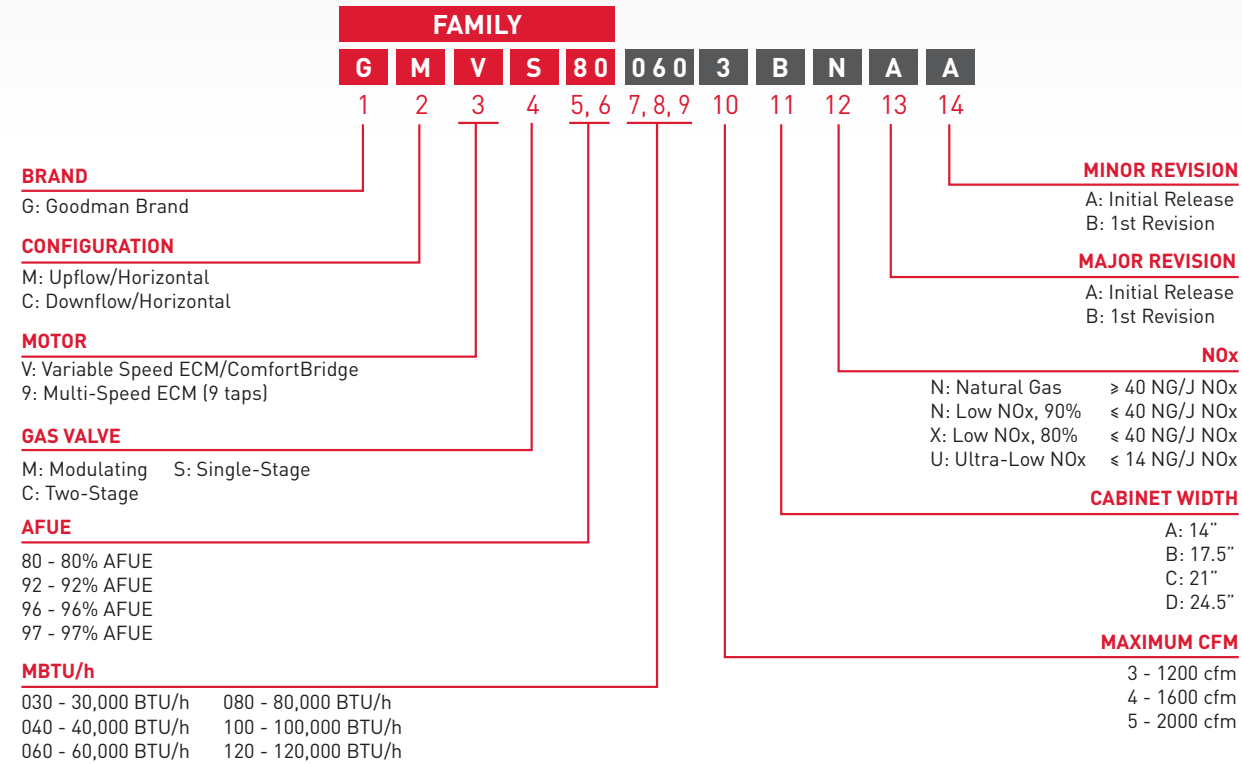 FAMILY
G M V S 80 060 3 B N A A
1 2 3 4 5, 6 7, 8, 9 10 11 12 13 14
BRAND
G: Goodman Brand
CONFIGURATION
M: Upflow/Horizontal
C: Downflow/Horizontal
MOTOR
V: Variable Speed ECM/ComfortBridge
9: Multi-Speed ECM (9 taps)
GAS VALVE
M: Modulating S: Single-Stage
C: Two-Stage
AFUE
80 - 80% AFUE
92 - 92% AFUE
96 - 96% AFUE
97 - 97% AFUE
MBTU/h
030 - 30,000 BTU/h 080 - 80,000 BTU/h
040 - 40,000 BTU/h 100 - 100,000 BTU/h
060 - 60,000 BTU/h 120 - 120,000 BTU/h
MINOR REVISION
A: Initial Release
B: 1st Revision
MAJOR REVISION
A: Initial Release
B: 1st Revision
NOx
N: Natural Gas ⩾ 40 NG/J NOx
N: Low NOx, 90% ⩽ 40 NG/J NOx
X: Low NOx, 80% ⩽ 40 NG/J NOx
U: Ultra-Low NOx ⩽ 14 NG/J NOx
CABINET WIDTH
A: 14”
B: 17.5”
C: 21”
D: 24.5”
MAXIMUM CFM
3 - 1200 cfm
4 - 1600 cfm
5 - 2000 cfm